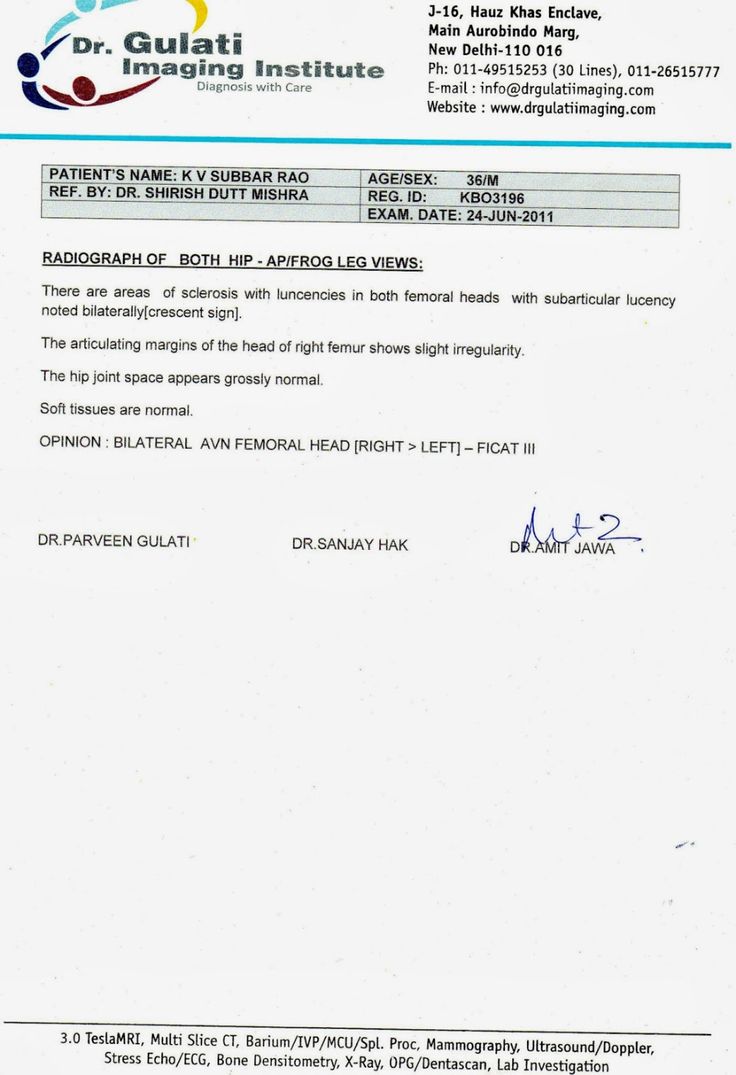 Dr. Gulati
Imaging Institute
Diagnosis with Care
J-16, Hauz Khas Enclave,
Main Aurobindo Marg,
New Delhi-110 016
Ph: 011-49515253 (30 Lines), 011-26515777
E-mail : info@drgulatiimaging.com
Website : www.drgulatiimaging.com
PATIENT'S NAME: K V SUBBAR RAO AGE/SEX: 36/M
REF. BY: DR. SHIRISH DUTT MISHRA REG. ID: KBO3196
EXAM. DATE: 24-JUN-2011
RADIOGRAPH OF BOTH HIP - AP/FROG LEG VIEWS:
There are areas of sclerosis with luncencies in both femoral heads with subarticular lucency
noted bilaterally[crescent sign].
The articulating margins of the head of right femur shows slight irregularity.
The hip joint space appears grossly normal.
Soft tissues are normal.
OPINION : BILATERAL AVN FEMORAL HEAD [RIGHT > LEFT] – FICAT III
DR.PARVEEN GULATI DR.SANJAY HAK DR.AMIT JAWA
3.0 TeslaMRI, Multi Slice CT, Barium/IVP/MCU/Spl. Proc, Mammography, Ultrasound/Doppler,
Stress Echo/ECG, Bone Densitometry, X-Ray, OPG/Dentascan, Lab Investigation